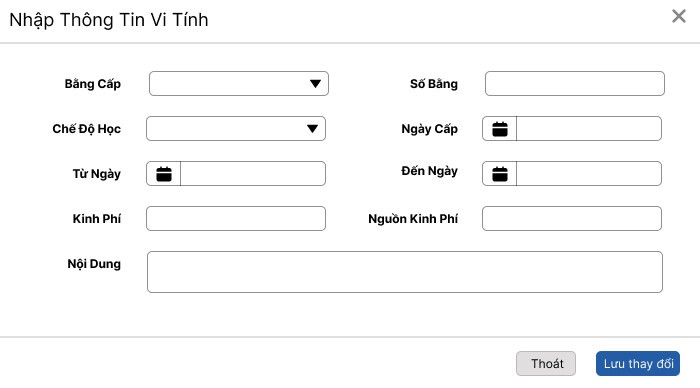 Nhập Thông Tin Vi Tính
Bằng Cấp
Số Bằng
Chế Độ Học
Ngày Cấp
Từ Ngày
Đến Ngày
Kinh Phí
Nguồn Kinh Phí
Nội Dung
Thoát
Lưu thay đổi